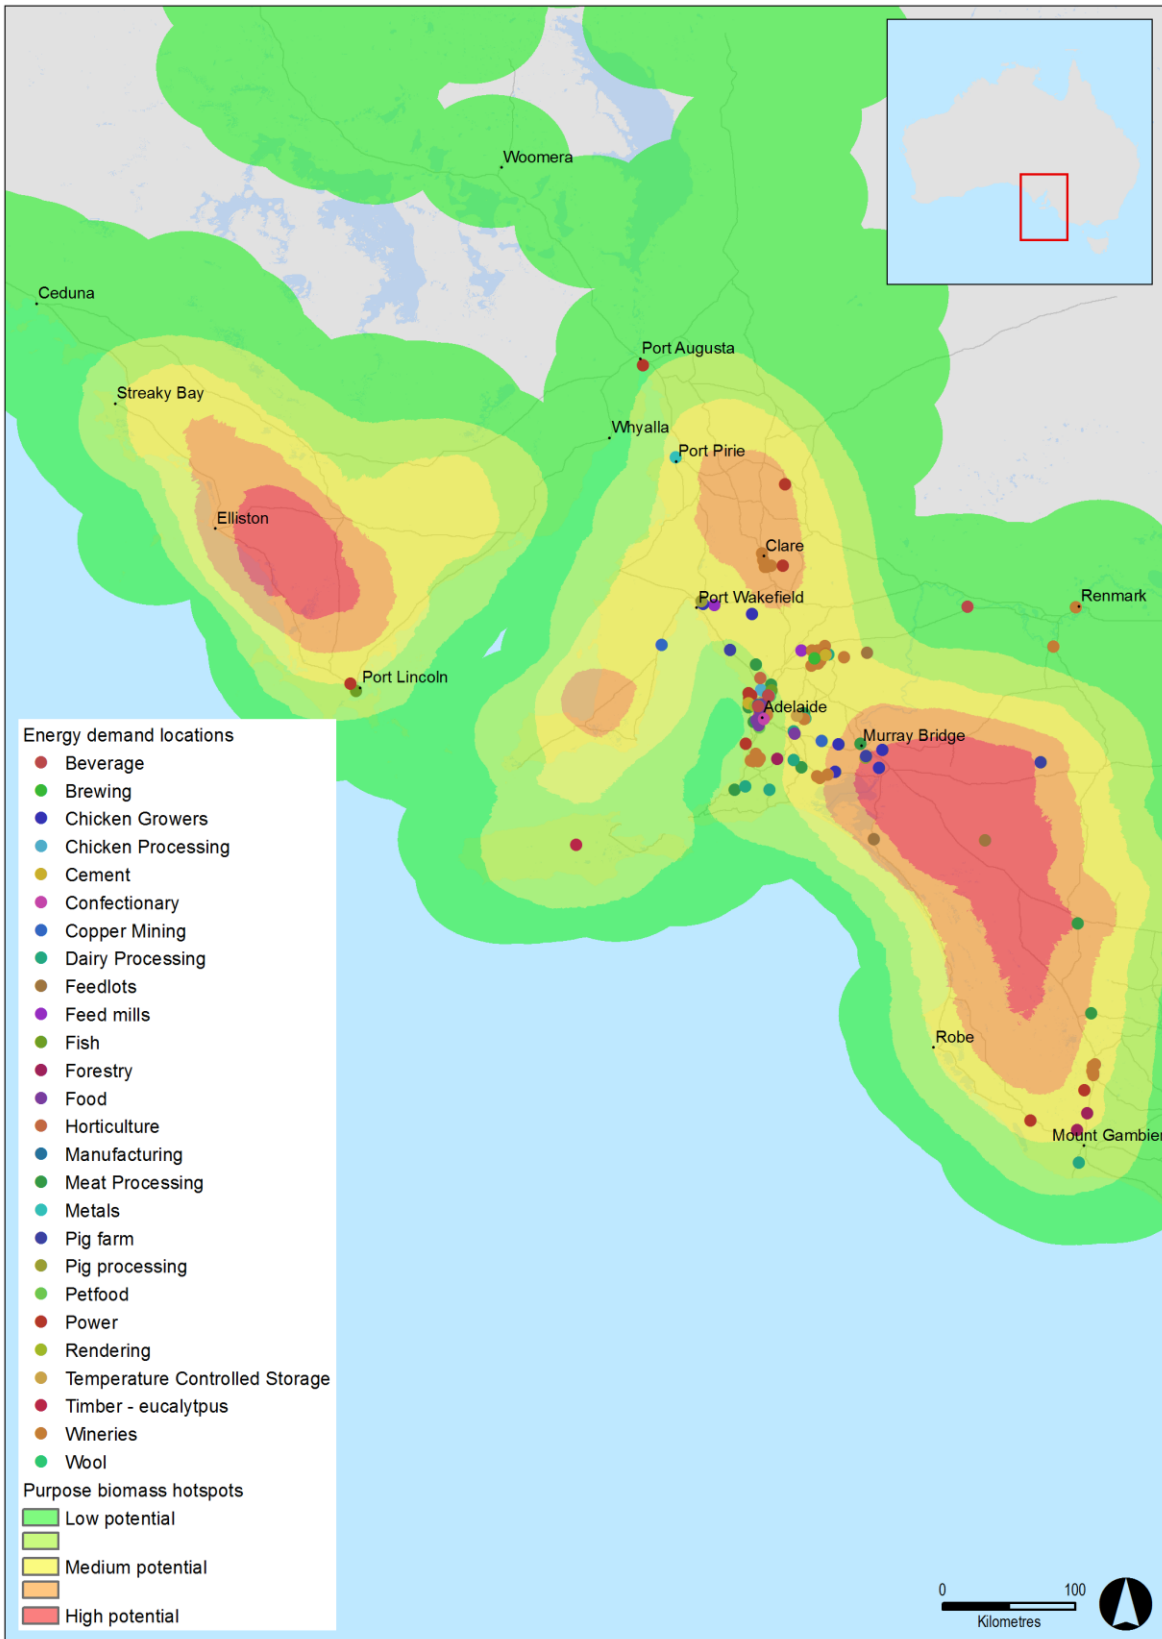 Woomera
Ceduna
Port Augusta
Streaky Bay
Whyalla
Port Pirie
Elliston
Clare
Port Wakefield
Renmark
Port Lincoln
Adelaide
Murray Bridge
Robe
Mount Gambier
Energy demand locations
Beverage
Brewing
Chicken Growers
Chicken Processing
Cement
Confectionary
Copper Mining
Dairy Processing
Feedlots
Feed mills
Fish
Forestry
Food
Horticulture
Manufacturing
Meat Processing
Metals
Pig farm
Pig processing
Petfood
Power
Rendering
Temperature Controlled Storage
Timber - eucalytpus
Wineries
Wool
Purpose biomass hotspots
Low potential
Medium potential
High potential
0 100
Kilometres